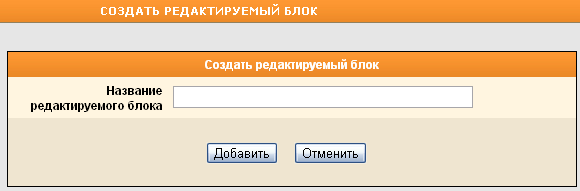 СОЗДАТЬ РЕДАКТИРУЕМЫЙ БЛОК
Создать редактируемый блок
Название
редактируемого блока
Добавить Отменить